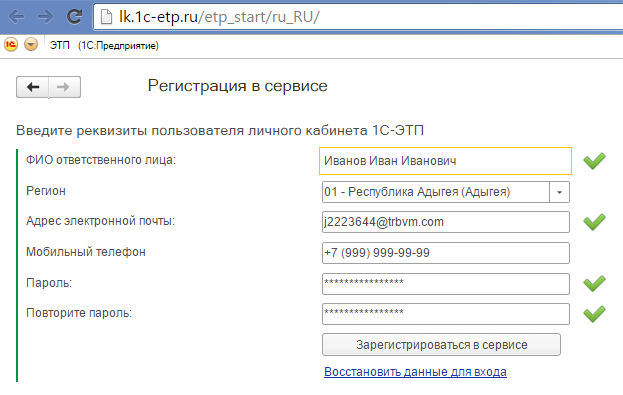 lk.1c-etp.ru/etp_start/ru_RU/
1С ЭТП (1С:Предприятие)
Регистрация в сервисе
Введите реквизиты пользователя личного кабинета 1С-ЭТП
ФИО ответственного лица: Иванов Иван Иванович
Регион 01 - Республика Адыгея (Адыгея)
Адрес электронной почты: j2223644@trbvm.com
Мобильный телефон +7 (999) 999-99-99
Пароль: ****************
Повторите пароль: ****************
Зарегистрироваться в сервисе
Восстановить данные для входа